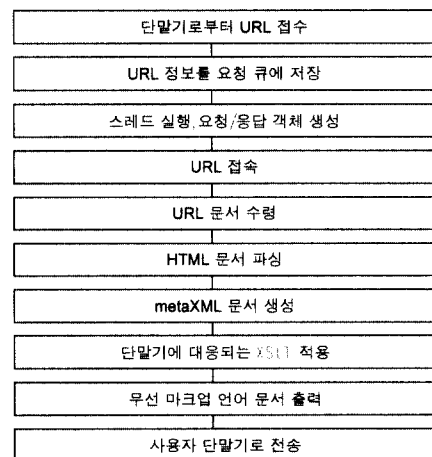 단말기로부터 URL 접수
URL 정보를 요청 큐에 저장
스레드 실행, 요청/응답 객체 생성
URL 접속
URL 문서 수령
HTML 문서 파싱
metaXML 문서 생성
단말기에 대응되는 XSLT 적용
무선 마크업 언어 문서 출력
사용자 단말기로 전송